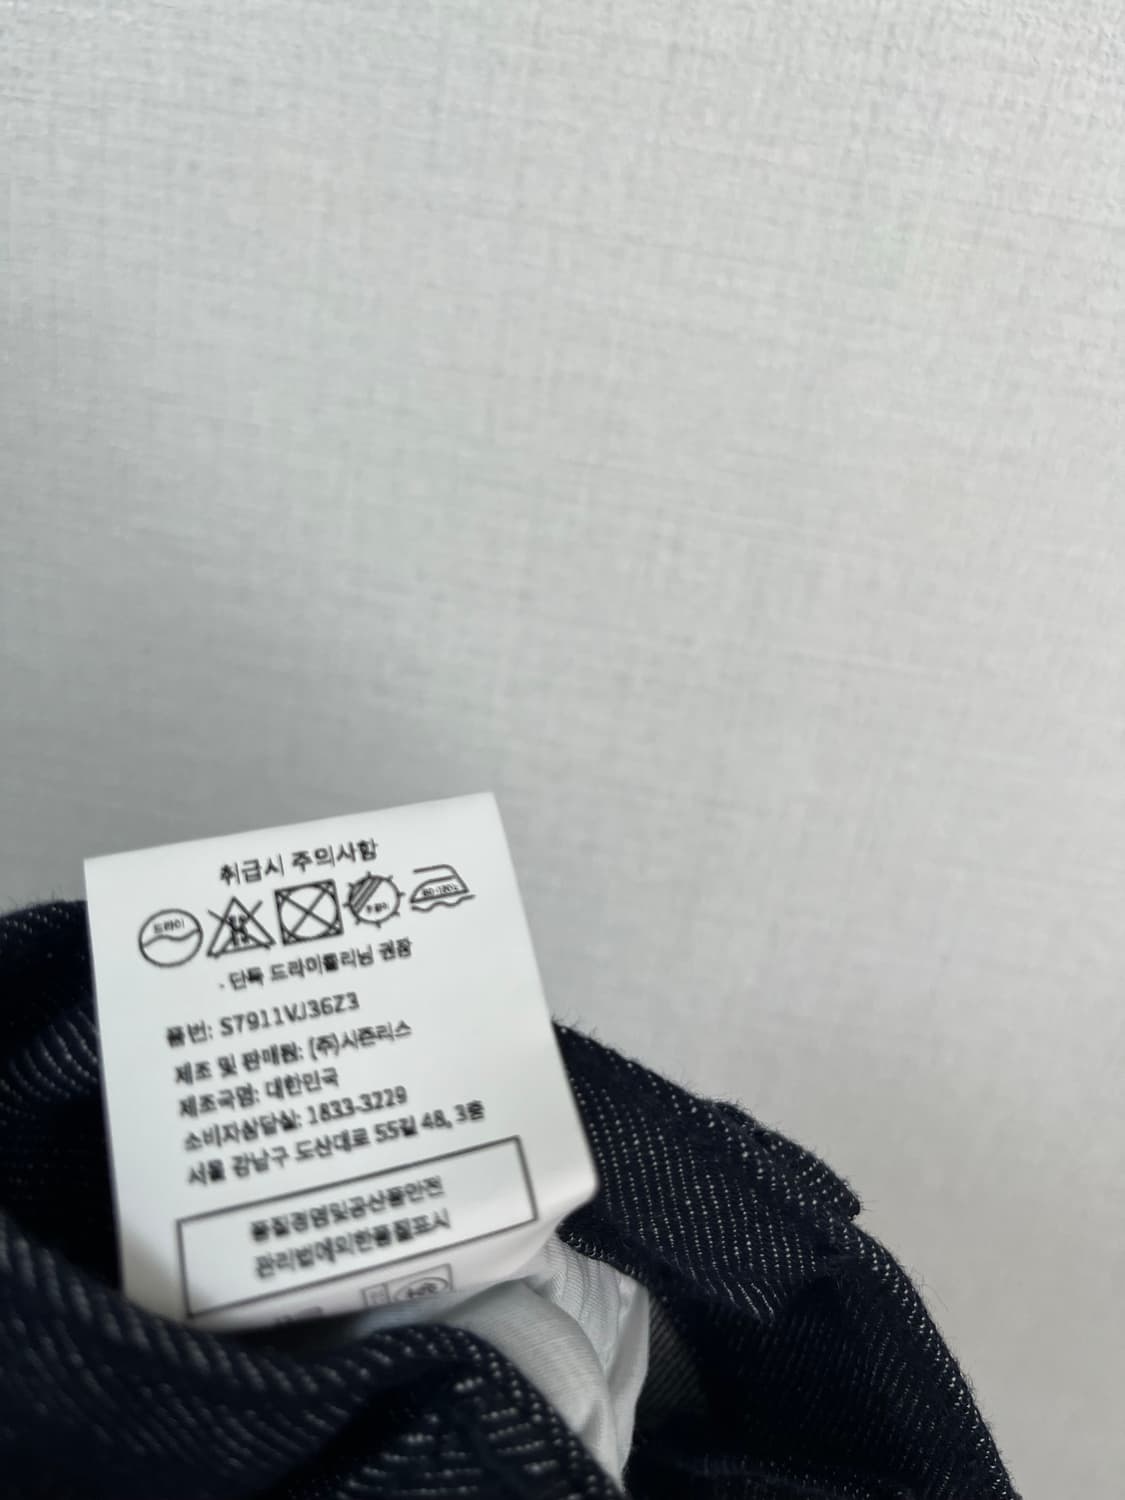 취급시 주의사항
드라이
80-120℃
· 단독 드라이클리닝 권장
품번: S7911VJ36Z3
제조 및 판매원: (주)시즌리스
제조국명: 대한민국
소비자상담실: 1833-3229
서울 강남구 도산대로 55길 48, 3층
품질경영및공산품안전
관리법에의한품질표시